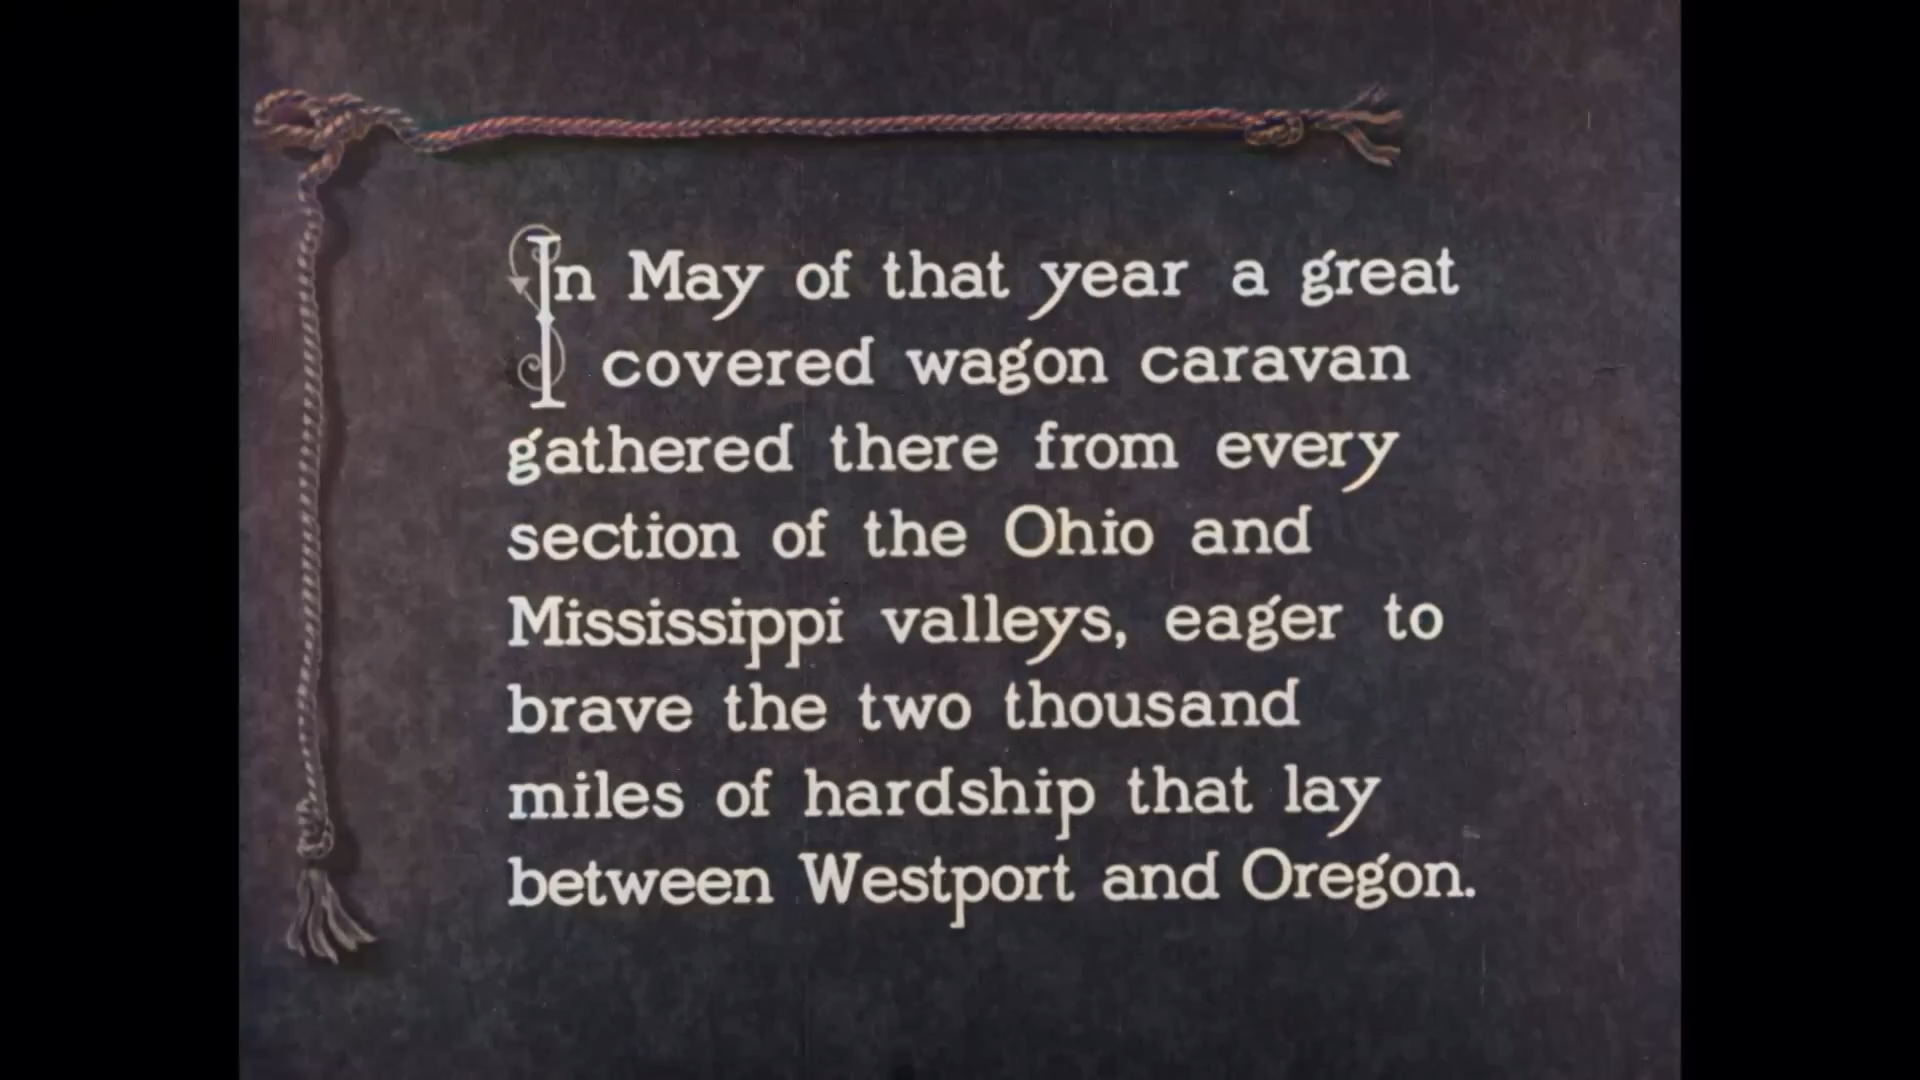 In May of that year a great
covered wagon caravan
gathered there from every
section of the Ohio and
Mississippi valleys, eager to
brave the two thousand
miles of hardship that lay
between Westport and Oregon.